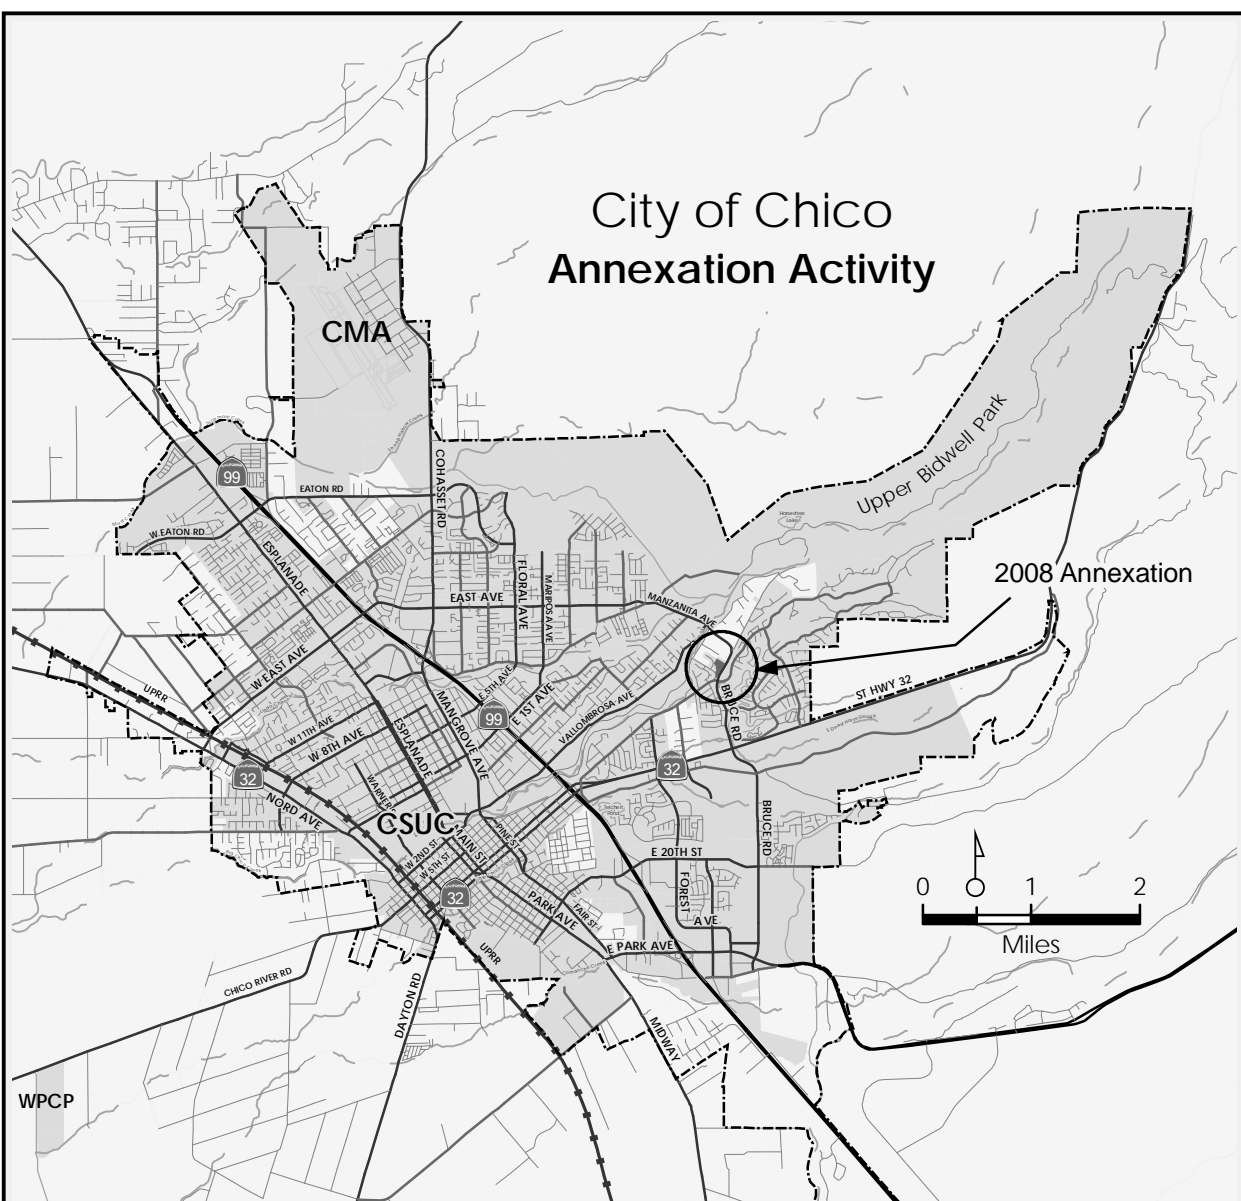 City of Chico
Annexation Activity
CMA
Upper Bidwell Park
99
COHASSET RD
EATON RD
Horseshoe
Lake
W EATON RD
ESPLANADE
FLORAL AVE
MARIPOSA AVE
2008 Annexation
EAST AVE
MANZANITA AVE
W EAST AVE
E 5TH AVE
UPRR
ST HWY 32
BRUCE RD
E 1ST AVE
VALLOMBROSA AVE
MANGROVE AVE
99
W 11TH AVE
W 8TH AVE
ESPLANADE
32
32
NORD AVE
WARNER
CSUC
MAIN ST
PINE ST
BRUCE RD
E 20TH ST
W 2ND ST
W 5TH ST
FOREST
AVE
32
PARK AVE
FAIR ST
E PARK AVE
0 1 2
Miles
UPRR
CHICO RIVER RD
DAYTON RD
MIDWAY
WPCP